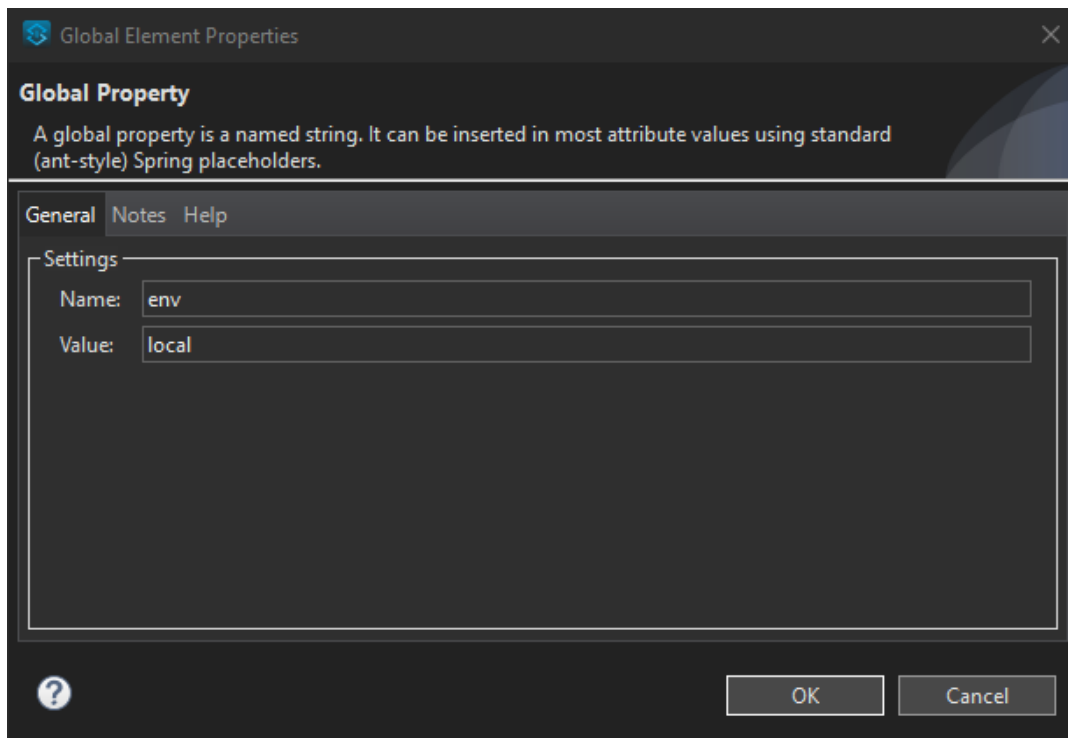 Global Element Properties
Global Property
A global property is a named string. It can be inserted in most attribute values using standard
(ant-style) Spring placeholders.
General Notes Help
Settings
Name: env
Value: local
?
OK Cancel